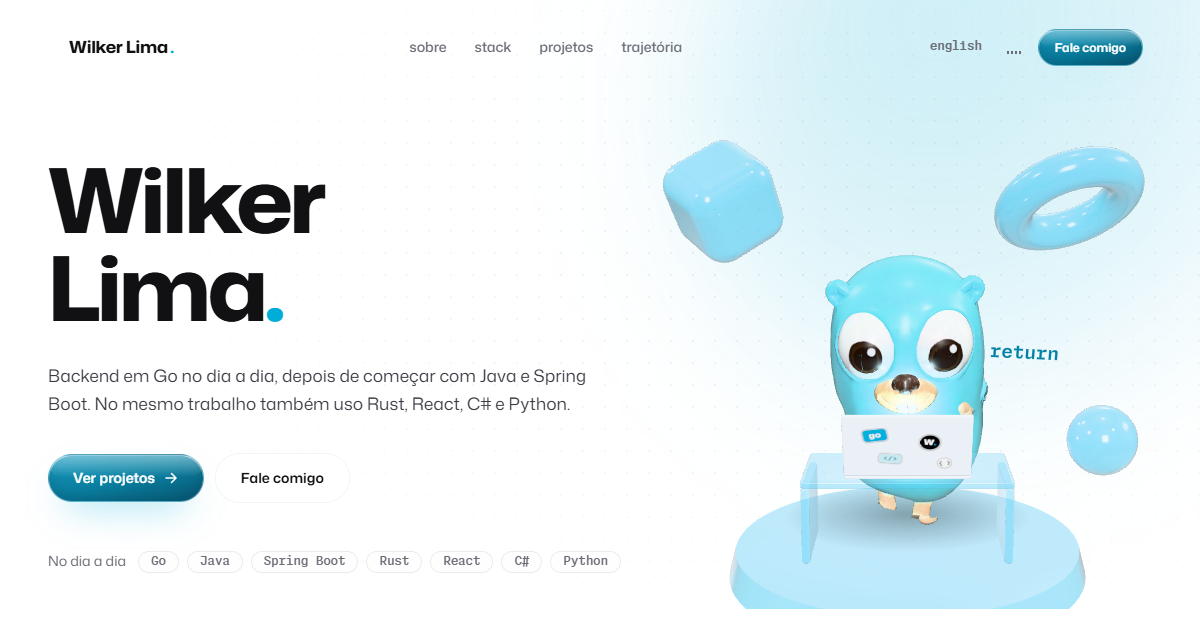 Wilker Lima.
sobre
stack
projetos
trajetória
english
Fale comigo
Wilker
Lima.
Backend em Go no dia a dia, depois de começar com Java e Spring
Boot. No mesmo trabalho também uso Rust, React, C# e Python.
Ver projetos →
Fale comigo
No dia a dia
Go
Java
Spring Boot
Rust
React
C#
Python
return
go
W.
</>
{ }